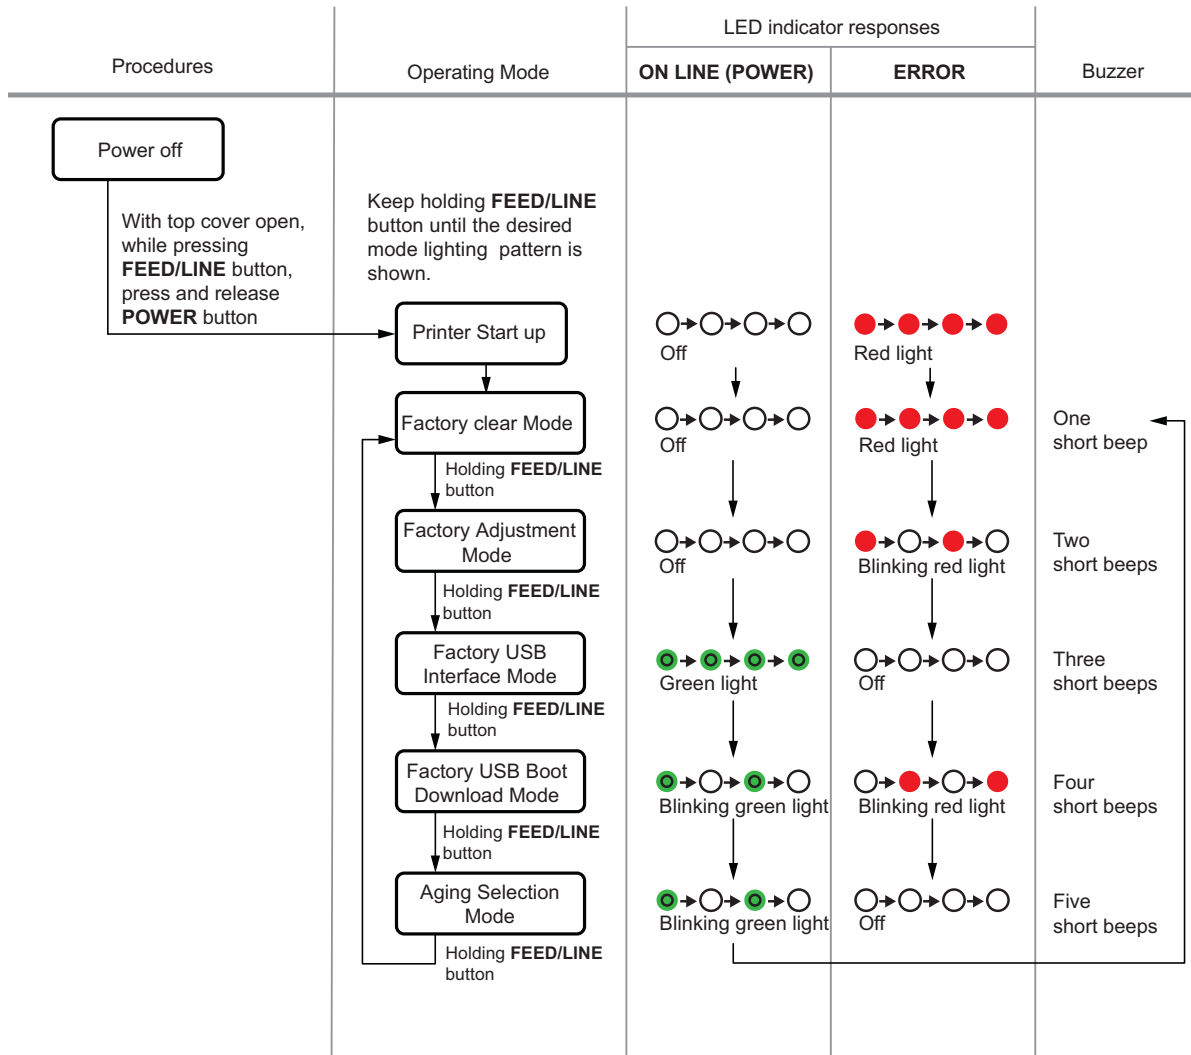 LED indicator responses
Procedures
Operating Mode
ON LINE (POWER)
ERROR
Buzzer
Power off
With top cover open,
while pressing
FEED/LINE button,
press and release
POWER button
Keep holding FEED/LINE
button until the desired
mode lighting pattern is
shown.
Printer Start up
Off
Red light
Factory clear Mode
Off
Red light
One
short beep
Holding FEED/LINE
button
Factory Adjustment
Mode
Off
Blinking red light
Two
short beeps
Holding FEED/LINE
button
Factory USB
Interface Mode
Green light
Off
Three
short beeps
Holding FEED/LINE
button
Factory USB Boot
Download Mode
Blinking green light
Blinking red light
Four
short beeps
Holding FEED/LINE
button
Aging Selection
Mode
Blinking green light
Off
Five
short beeps
Holding FEED/LINE
button